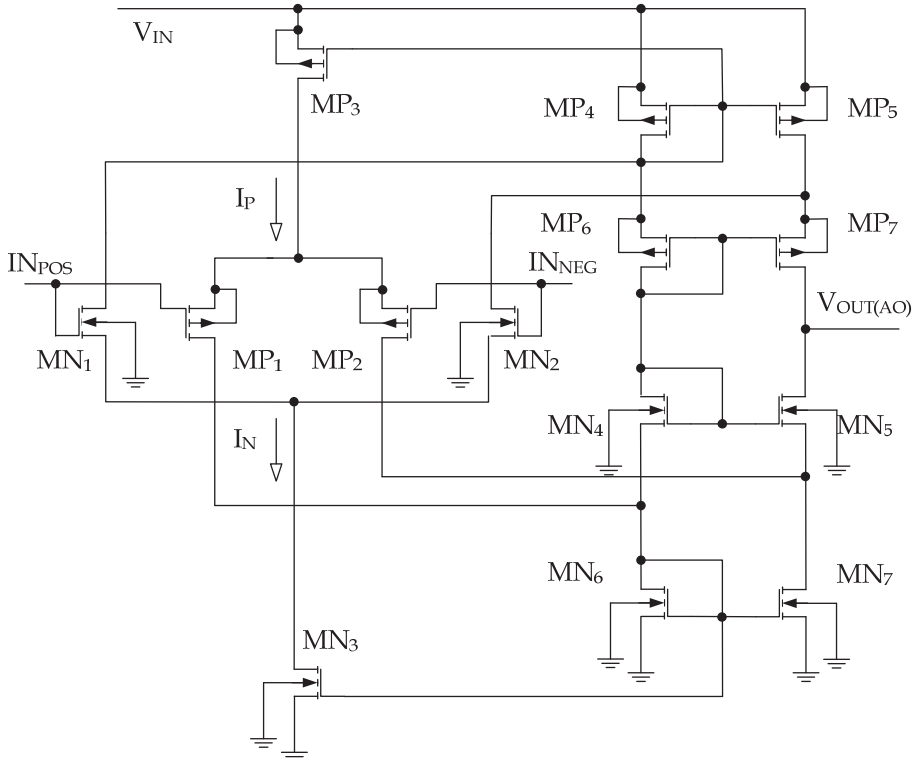 V_IN
MP_3
MP_4
MP_5
I_P
MP_6
MP_7
IN_POS
IN_NEG
V_OUT(AO)
MN_1
MP_1
MP_2
MN_2
I_N
MN_4
MN_5
MN_6
MN_7
MN_3